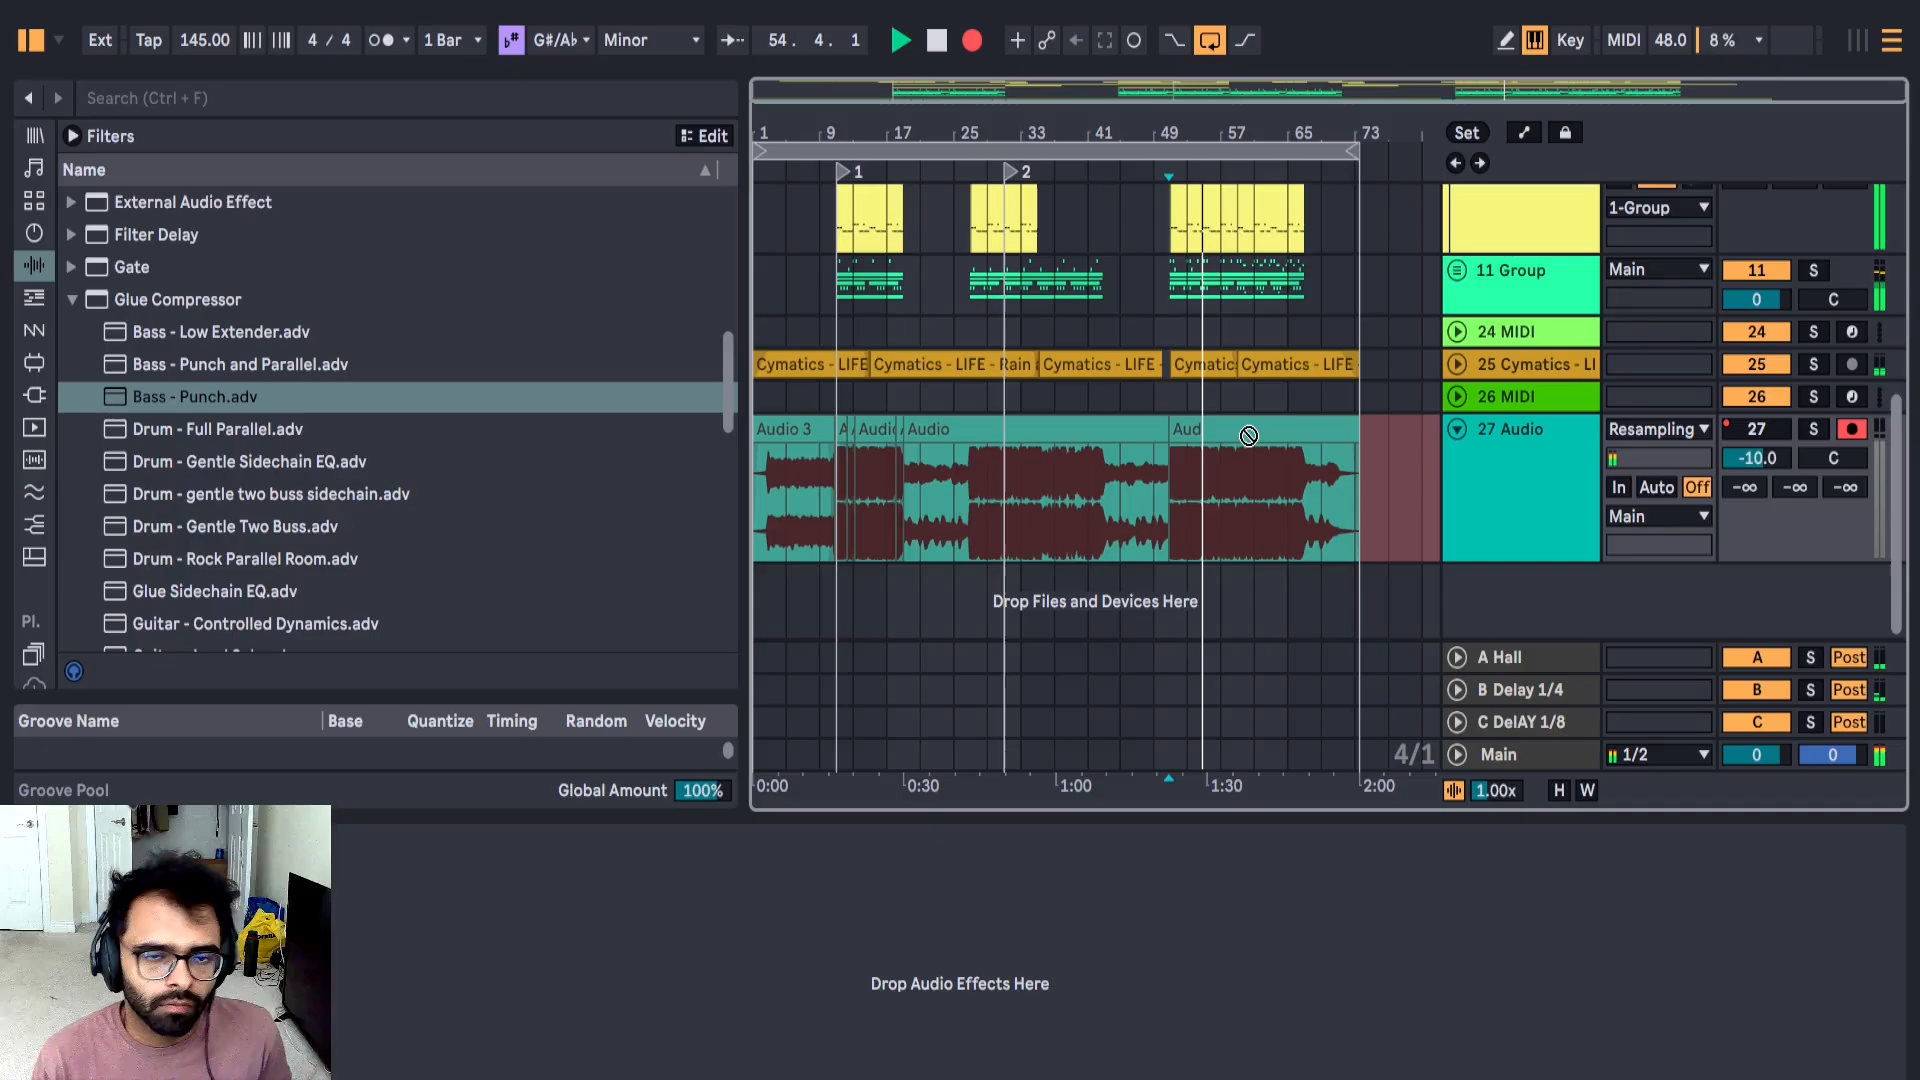 Ext Tap 145.00 4 / 4 1 Bar G#/Ab Minor 54. 4. 1 Key MIDI 48.0 8 %
Search (Ctrl + F)
Filters Edit
Name
External Audio Effect
Filter Delay
Gate
Glue Compressor
Bass - Low Extender.adv
Bass - Punch and Parallel.adv
Bass - Punch.adv
Drum - Full Parallel.adv
Drum - Gentle Sidechain EQ.adv
Drum - gentle two buss sidechain.adv
Drum - Gentle Two Buss.adv
Drum - Rock Parallel Room.adv
Glue Sidechain EQ.adv
Guitar - Controlled Dynamics.adv
Pl.
Groove Name Base Quantize Timing Random Velocity
Groove Pool Global Amount 100%
1 9 17 25 33 41 49 57 65 73
Set
1 2
1-Group
11 Group Main 11 S
0 C
24 MIDI 24 S
Cymatics - LIFE Cymatics - LIFE - Rain Cymatics - LIFE - Cymatic Cymatics - LIFE 25 Cymatics - LI 25 S
26 MIDI 26 S
Audio 3 A Audi Audio Aud 27 Audio Resampling 27 S
-10.0 C
In Auto Off -∞ -∞ -∞
Main
Drop Files and Devices Here
A Hall A S Post
B Delay 1/4 B S Post
C DelAY 1/8 C S Post
4/1 Main 1/2 0 0
0:00 0:30 1:00 1:30 2:00 1.00x H W
Drop Audio Effects Here